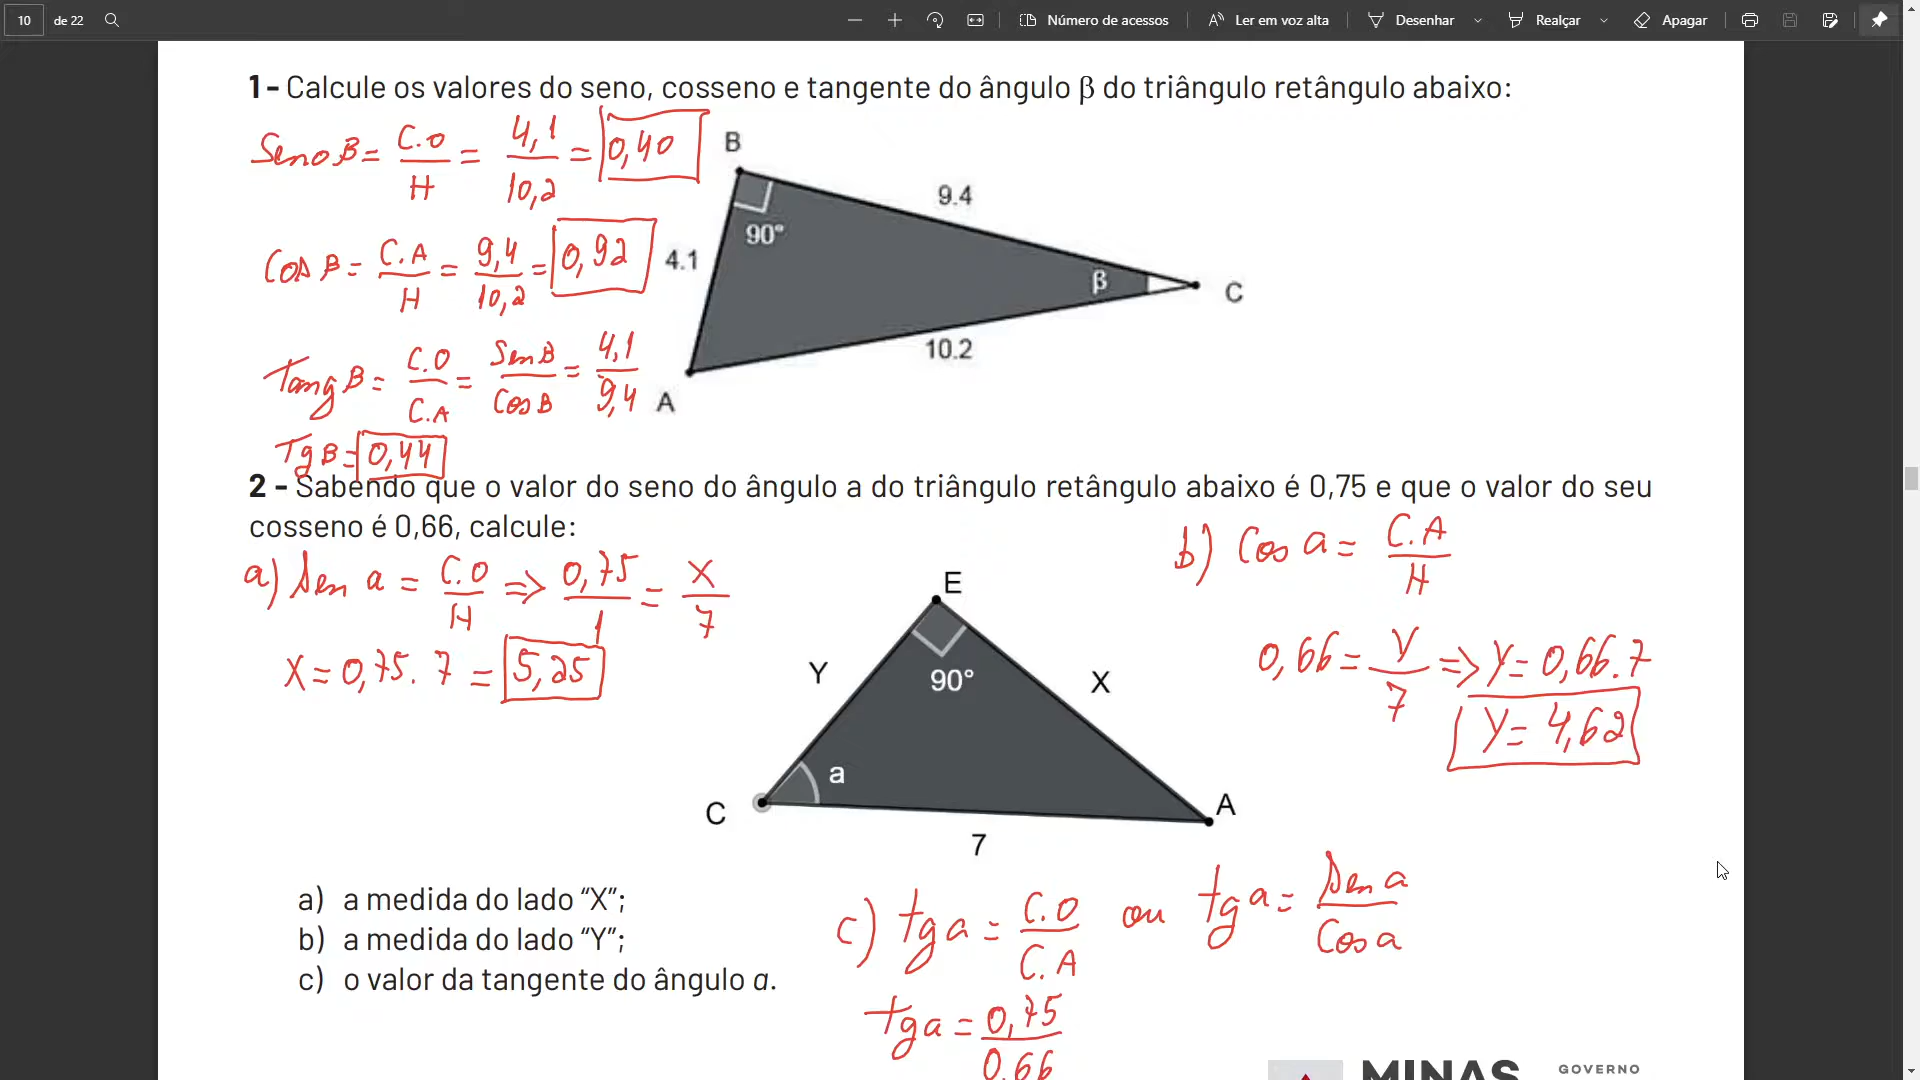 10 de 22 Número de acessos Ler em voz alta Desenhar Realçar Apagar
1 - Calcule os valores do seno, cosseno e tangente do ângulo β do triângulo retângulo abaixo:
Seno B = C.O / H = 4,1 / 10,2 = 0,40
Cos B = C.A / H = 9,4 / 10,2 = 0,92
Tang B = C.O / C.A = Sen B / Cos B = 4,1 / 9,4
Tg B = 0,44
B
9.4
90°
4.1
β
C
10.2
A
2 - Sabendo que o valor do seno do ângulo a do triângulo retângulo abaixo é 0,75 e que o valor do seu
cosseno é 0,66, calcule:
a) Sen a = C.O / H => 0,75 / 1 = X / 7
X = 0,75 . 7 = 5,25
b) Cos a = C.A / H
0,66 = Y / 7 => Y = 0,66 . 7
Y = 4,62
E
Y
90°
X
a
C
A
7
a) a medida do lado “X”;
b) a medida do lado “Y”;
c) o valor da tangente do ângulo a.
c) tg a = C.O / C.A ou tg a = Sen a / Cos a
tg a = 0,75 / 0,66
MINAS
GOVERNO